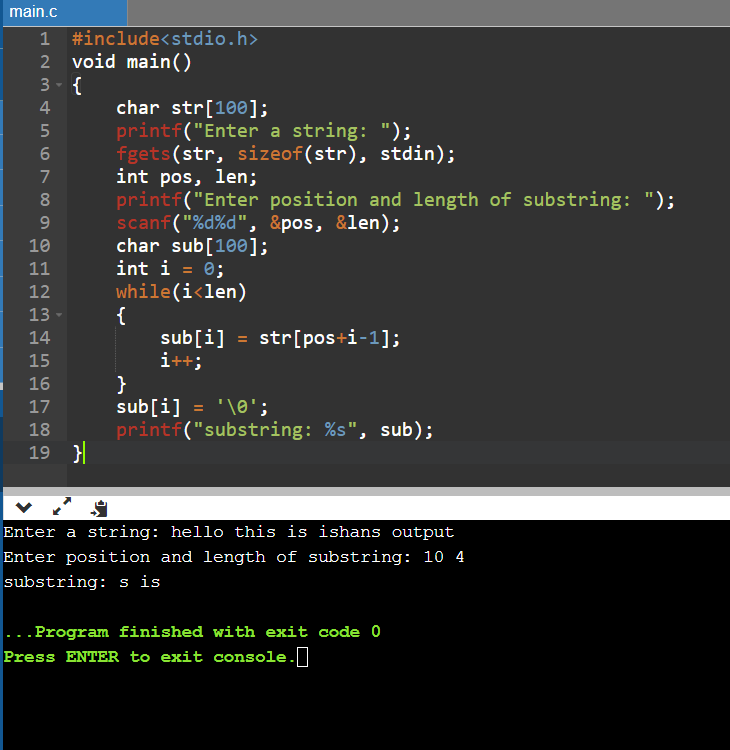 main.c
1 #include<stdio.h>
2 void main()
3 {
4     char str[100];
5     printf("Enter a string: ");
6     fgets(str, sizeof(str), stdin);
7     int pos, len;
8     printf("Enter position and length of substring: ");
9     scanf("%d%d", &pos, &len);
10     char sub[100];
11     int i = 0;
12     while(i<len)
13     {
14         sub[i] = str[pos+i-1];
15         i++;
16     }
17     sub[i] = '\0';
18     printf("substring: %s", sub);
19 }
Enter a string: hello this is ishans output
Enter position and length of substring: 10 4
substring: s is
...Program finished with exit code 0
Press ENTER to exit console.